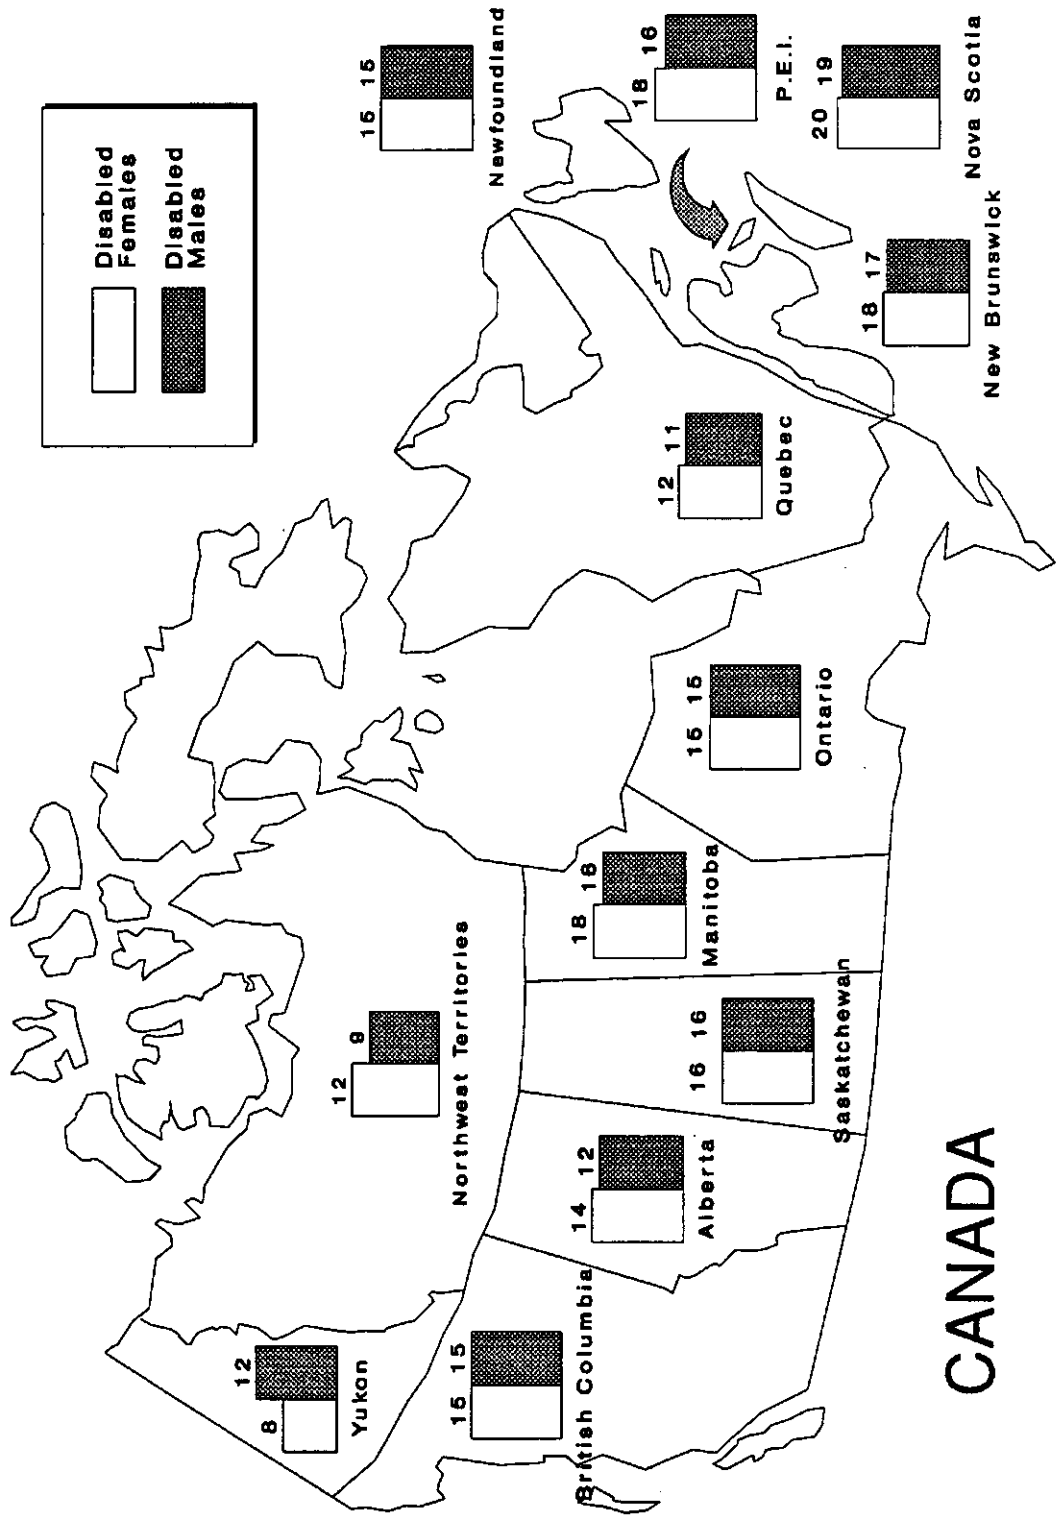 Disabled
Females
Disabled
Males
8 12
Yukon
12 9
Northwest Territories
15 15
British Columbia
14 12
Alberta
16 16
Saskatchewan
18 16
Manitoba
15 15
Ontario
12 11
Quebec
15 15
Newfoundland
18 16
P.E.I.
20 19
Nova Scotia
18 17
New Brunswick
CANADA